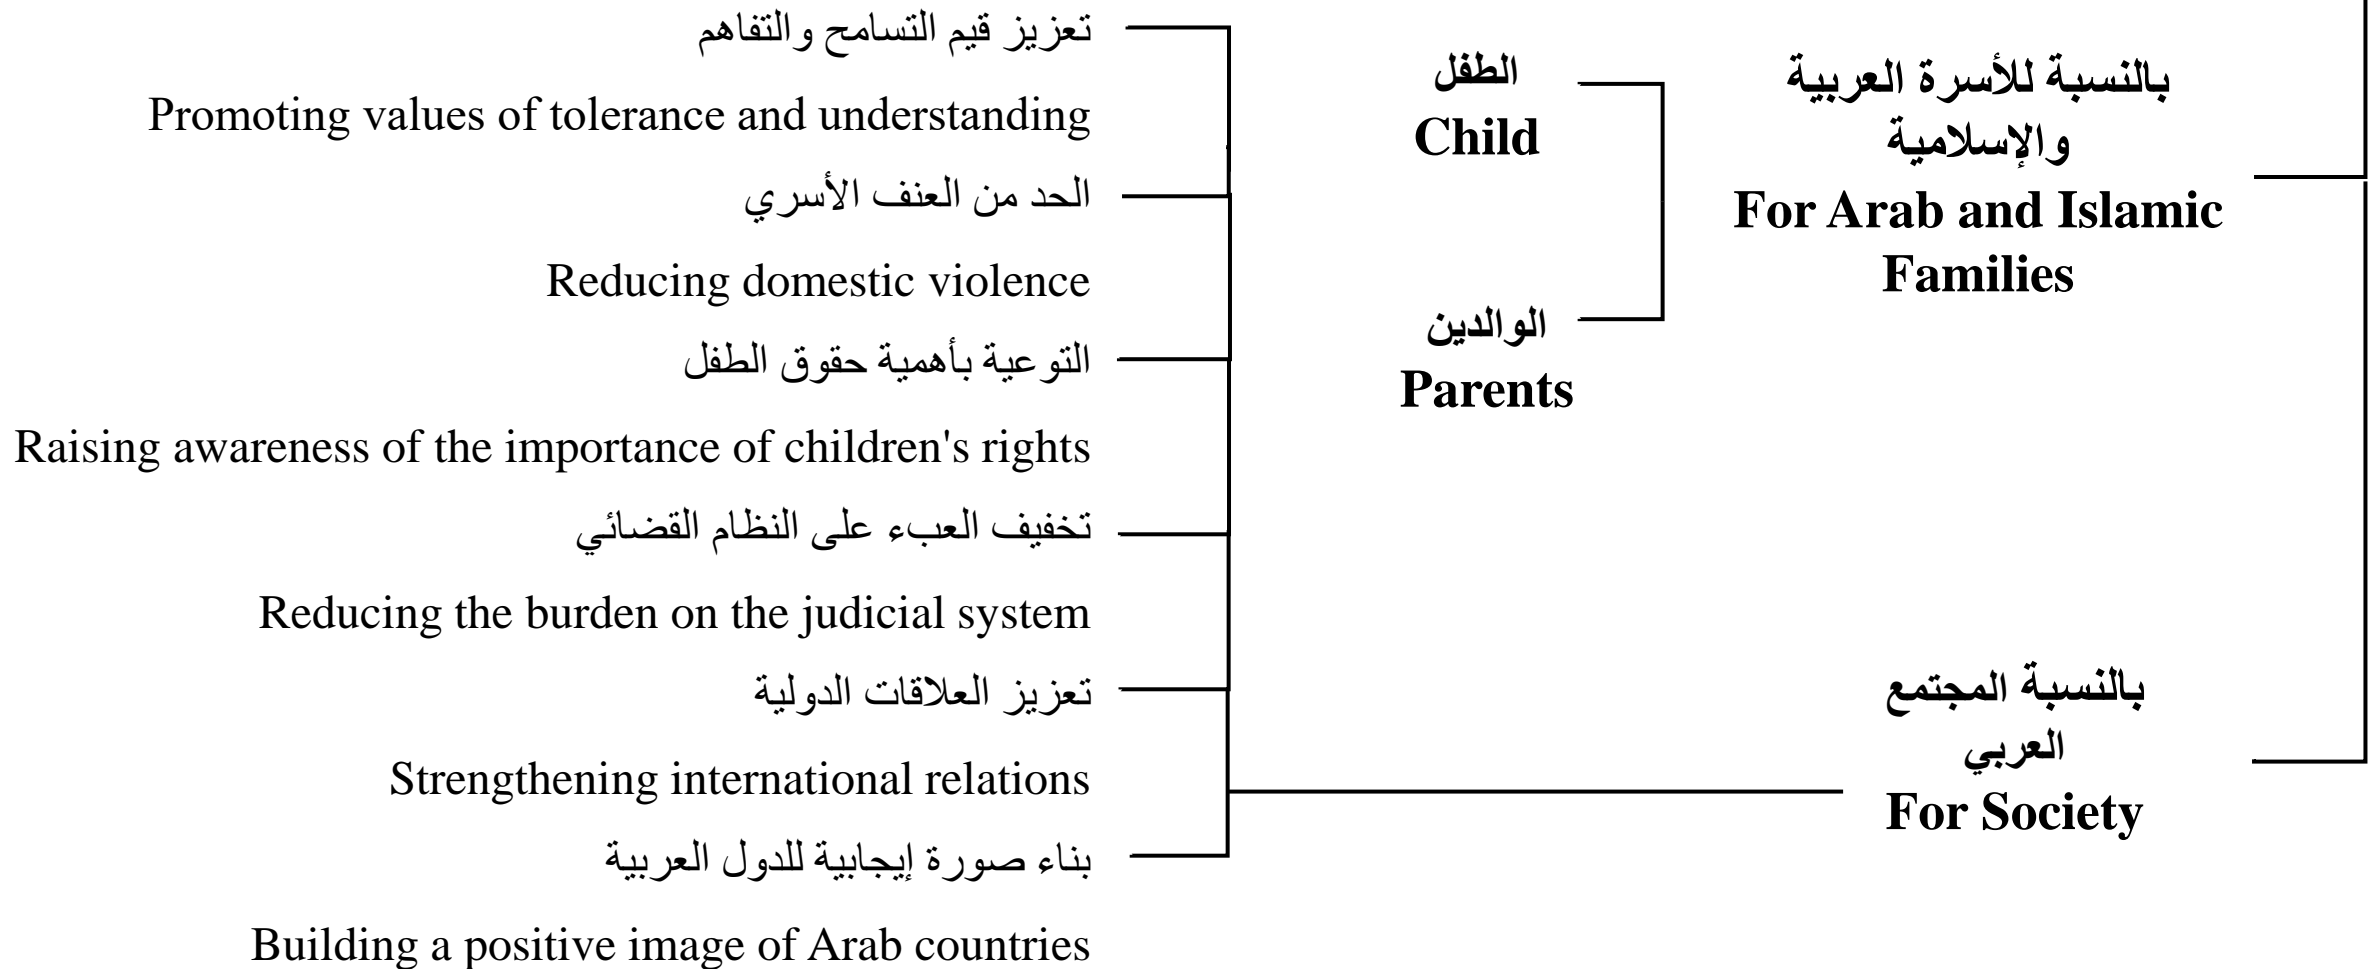 بالنسبة للأسرة العربية
والإسلامية
For Arab and Islamic
Families
الطفل
Child
الوالدين
Parents
بالنسبة المجتمع
العربي
For Society
تعزيز قيم التسامح والتفاهم
Promoting values of tolerance and understanding
الحد من العنف الأسري
Reducing domestic violence
التوعية بأهمية حقوق الطفل
Raising awareness of the importance of children's rights
تخفيف العبء على النظام القضائي
Reducing the burden on the judicial system
تعزيز العلاقات الدولية
Strengthening international relations
بناء صورة إيجابية للدول العربية
Building a positive image of Arab countries